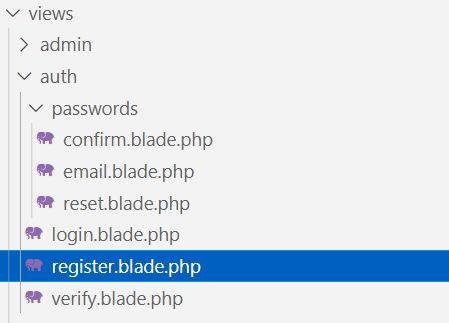 views
admin
auth
passwords
confirm.blade.php
email.blade.php
reset.blade.php
login.blade.php
register.blade.php
verify.blade.php